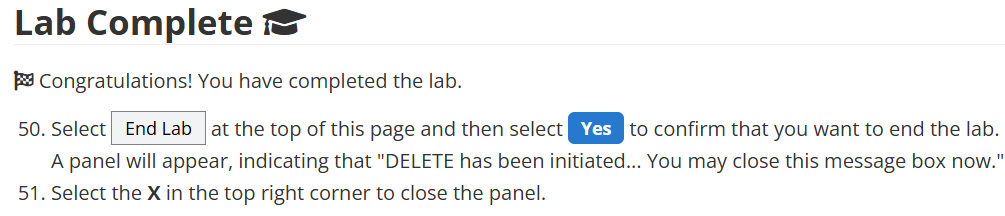 Lab Complete
Congratulations! You have completed the lab.
50. Select End Lab at the top of this page and then select Yes to confirm that you want to end the lab.
A panel will appear, indicating that "DELETE has been initiated... You may close this message box now."
51. Select the X in the top right corner to close the panel.